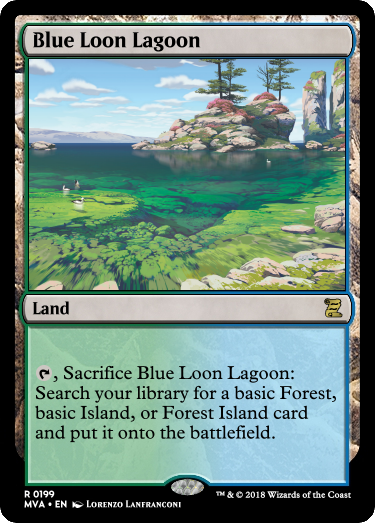 Blue Loon Lagoon
Land
, Sacrifice Blue Loon Lagoon:
Search your library for a basic Forest,
basic Island, or Forest Island card
and put it onto the battlefield.
R 0199
MVA • EN Lorenzo Lanfranconi
™ & © 2018 Wizards of the Coast